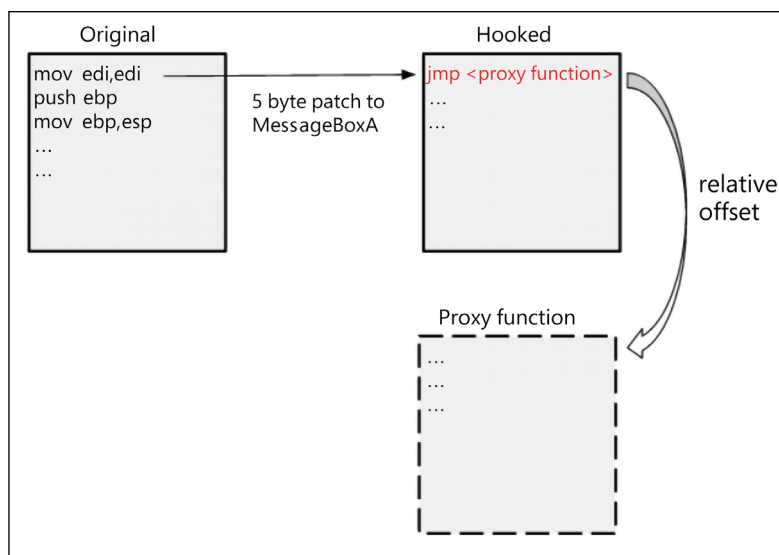 Original
mov edi,edi
push ebp
mov ebp,esp
...
...
5 byte patch to
MessageBoxA
Hooked
jmp <proxy function>
...
...
relative
offset
Proxy function
...
...
...